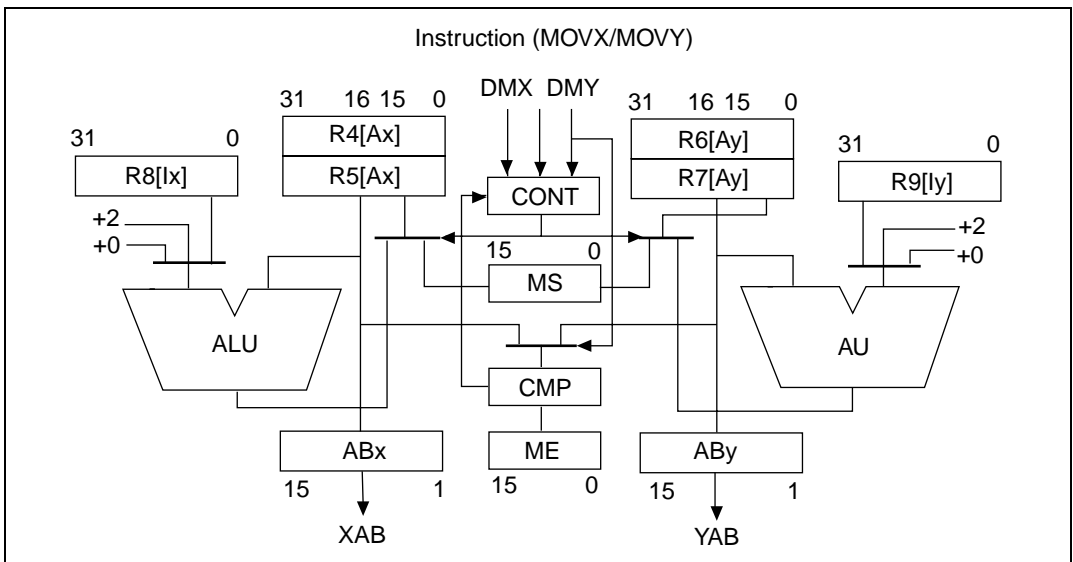 Instruction (MOVX/MOVY)
DMX DMY
31 16 15 0
31 16 15 0
31 0
R4[Ax]
R6[Ay]
31 0
R8[Ix]
R5[Ax]
CONT
R7[Ay]
R9[Iy]
+2
+0
+2
+0
15 0
MS
ALU
AU
CMP
ABx
ME
ABy
15 1
15 0
15 1
XAB
YAB